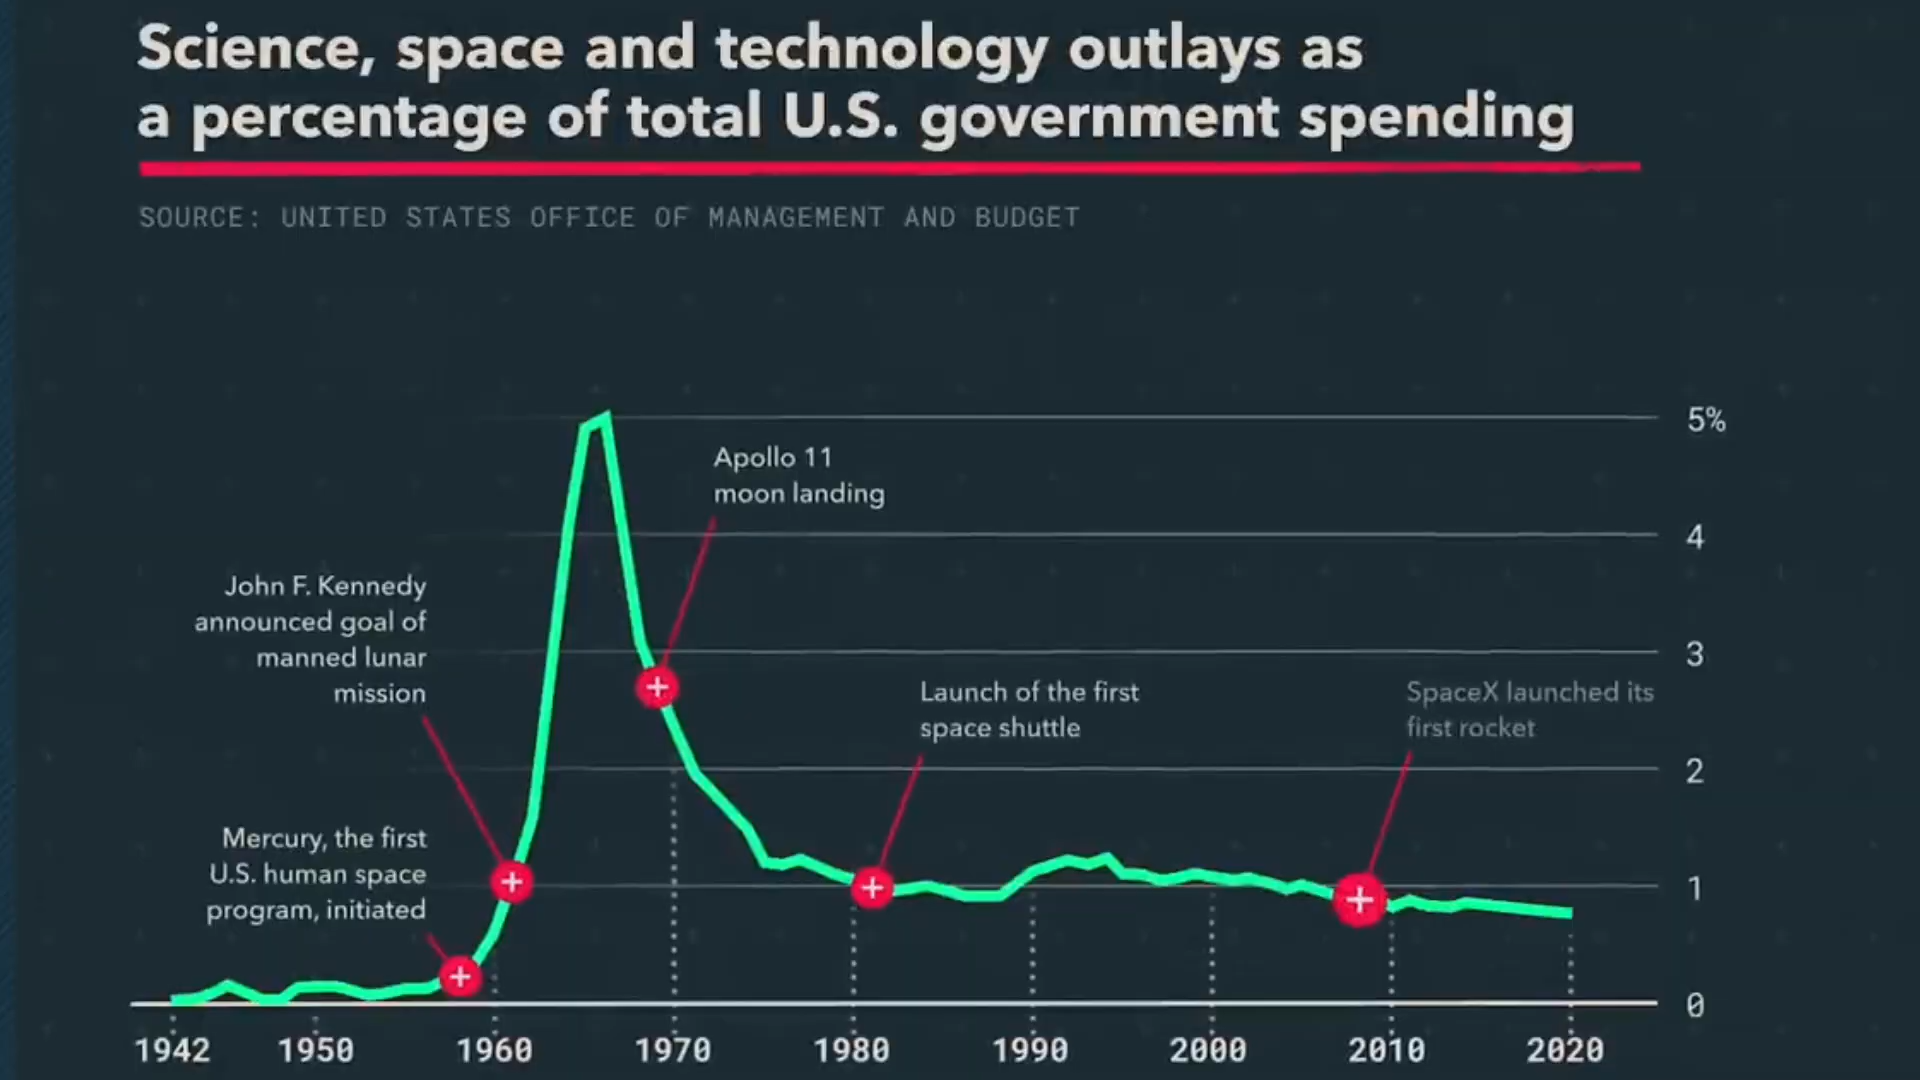 Science, space and technology outlays as
a percentage of total U.S. government spending
SOURCE: UNITED STATES OFFICE OF MANAGEMENT AND BUDGET
5%
Apollo 11
moon landing
4
John F. Kennedy
announced goal of
manned lunar
mission
3
Launch of the first
space shuttle
SpaceX launched its
first rocket
2
Mercury, the first
U.S. human space
program, initiated
1
0
1942 1950 1960 1970 1980 1990 2000 2010 2020